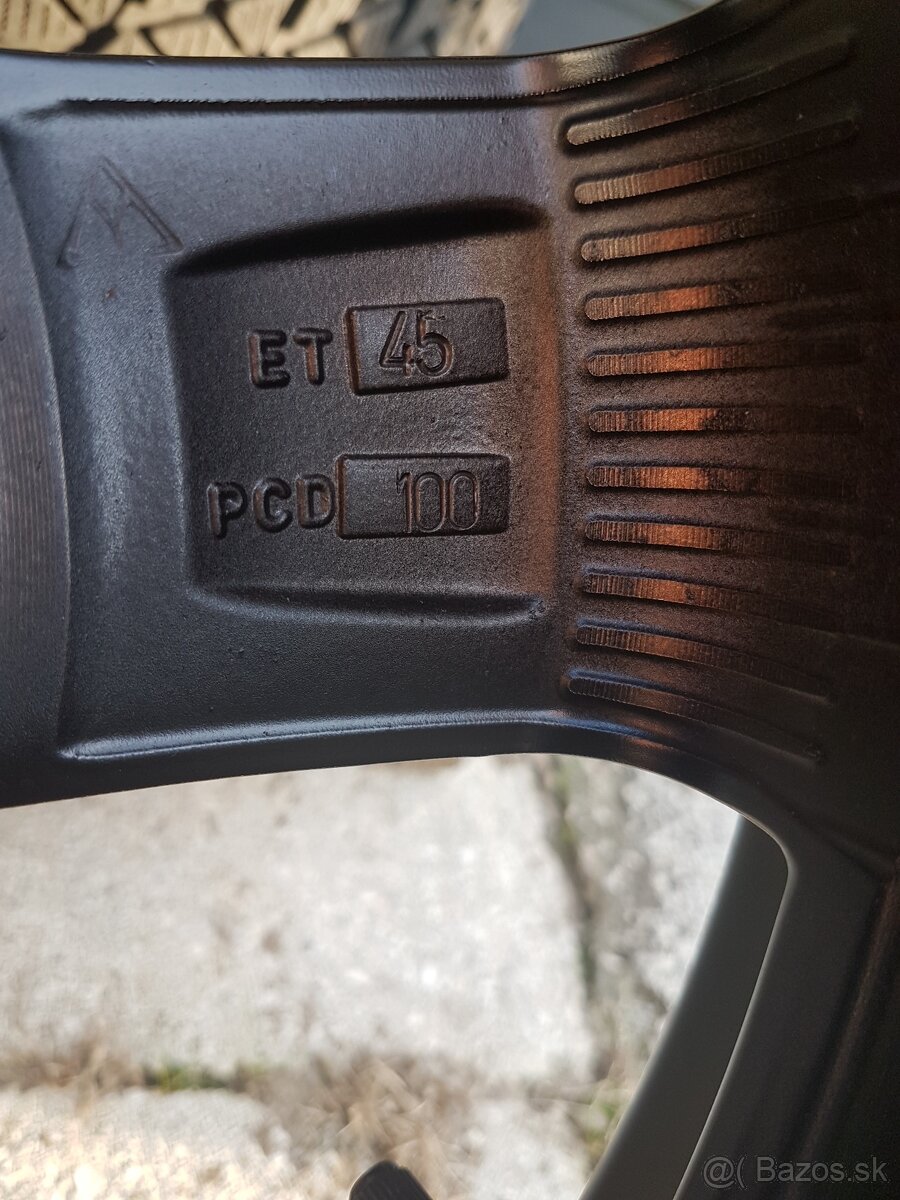 ET 45
PCD 100
@( Bazos.sk